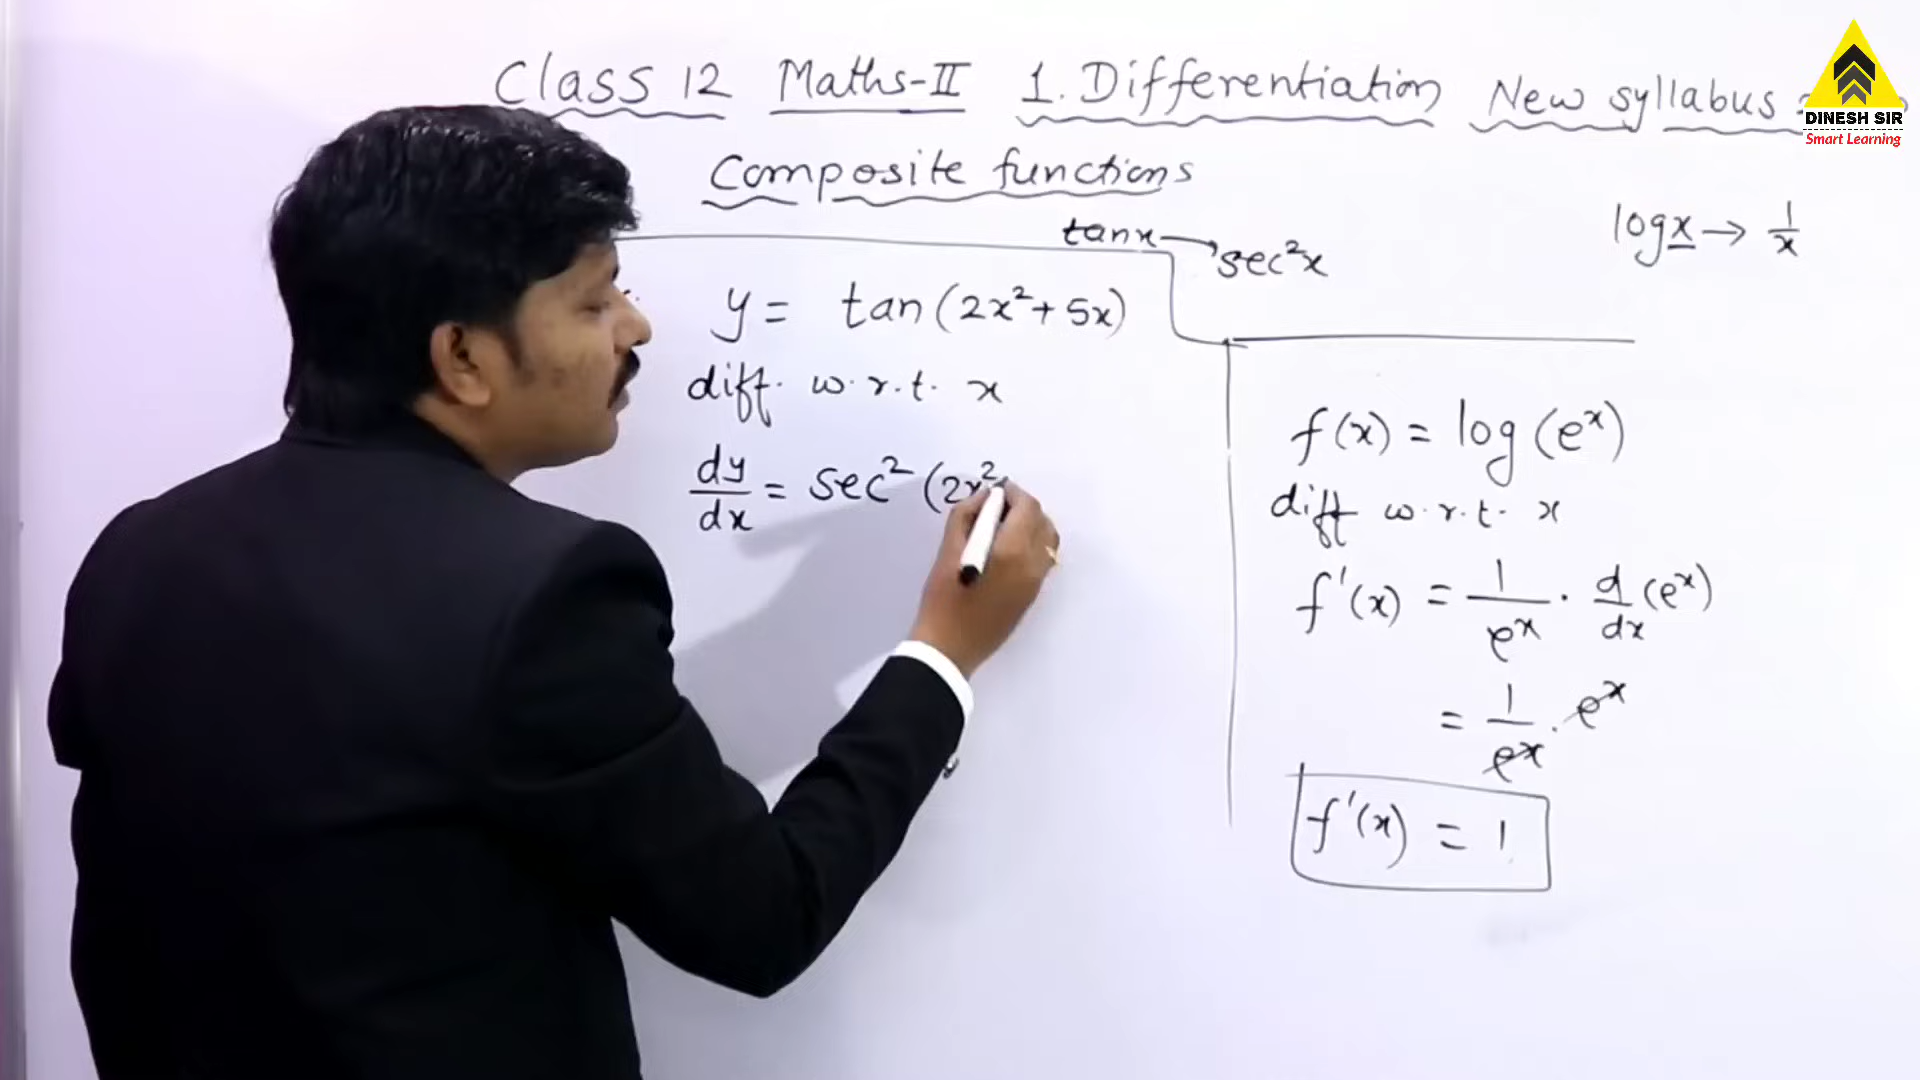 Class 12 Maths-II 1. Differentiation New syllabus
DINESH SIR
Smart Learning
Composite functions
tanx → sec²x
logx → 1/x
y = tan(2x²+5x)
diff. w.r.t. x
dy/dx = sec² (2x²
f(x) = log(eˣ)
diff w.r.t. x
f'(x) = 1/eˣ · d/dx (eˣ)
= 1/eˣ . eˣ
f'(x) = 1